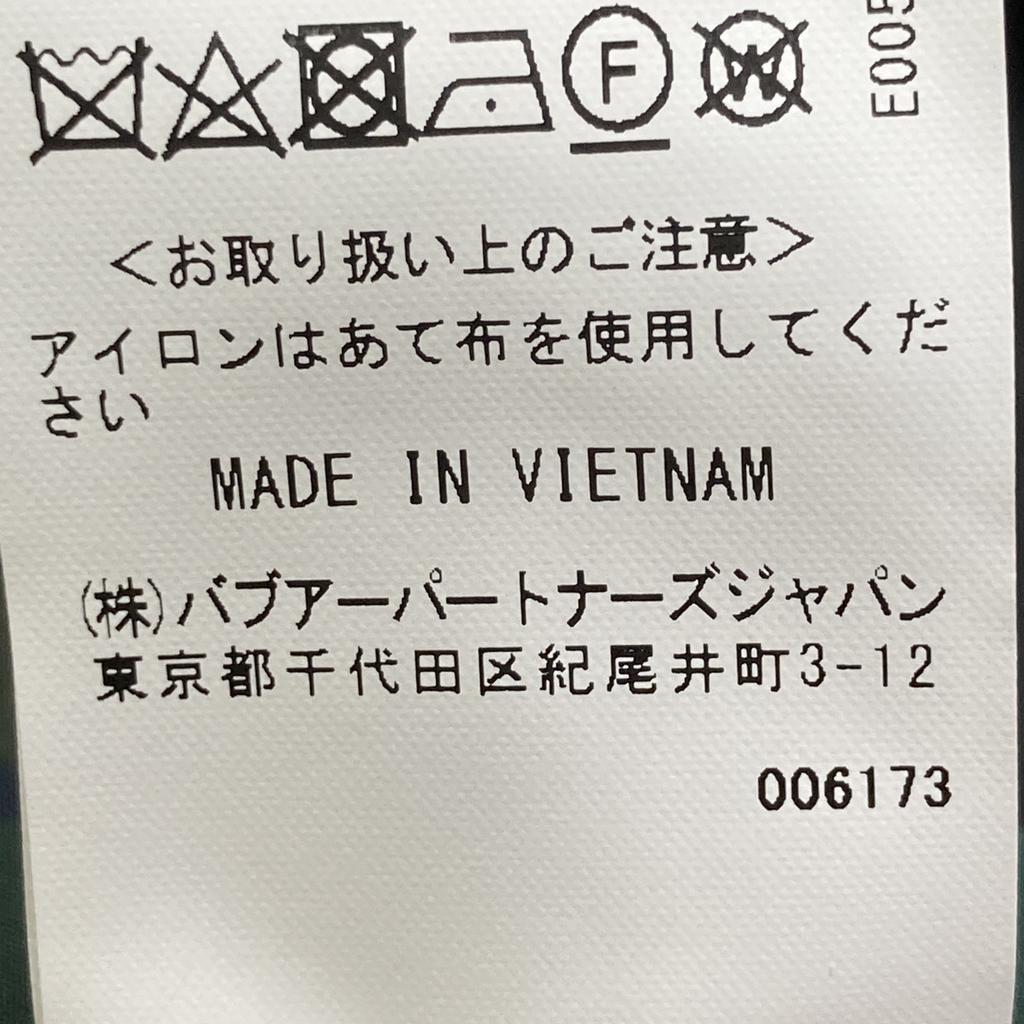 F
W
E005
<お取り扱い上のご注意>
アイロンはあて布を使用してくだ
さい
MADE IN VIETNAM
(株)バブアーパートナーズジャパン
東京都千代田区紀尾井町3-12
006173